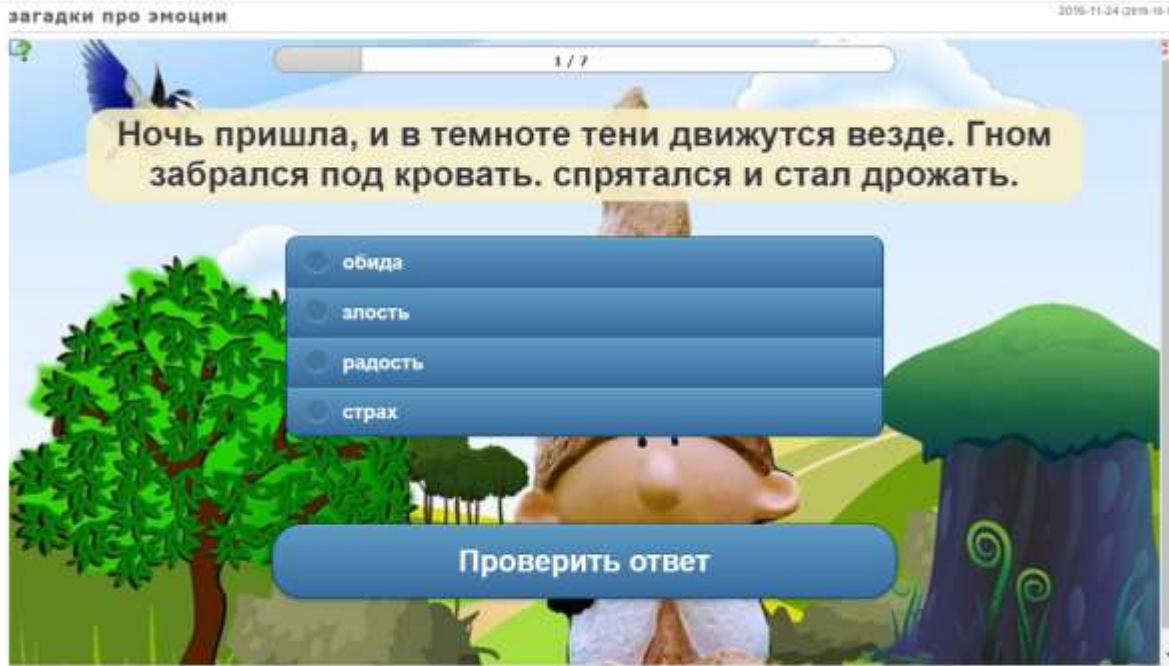 загадки про эмоции
1 / 7
Ночь пришла, и в темноте тени движутся везде. Гном
забрался под кровать. спрятался и стал дрожать.
обида
злость
радость
страх
Проверить ответ